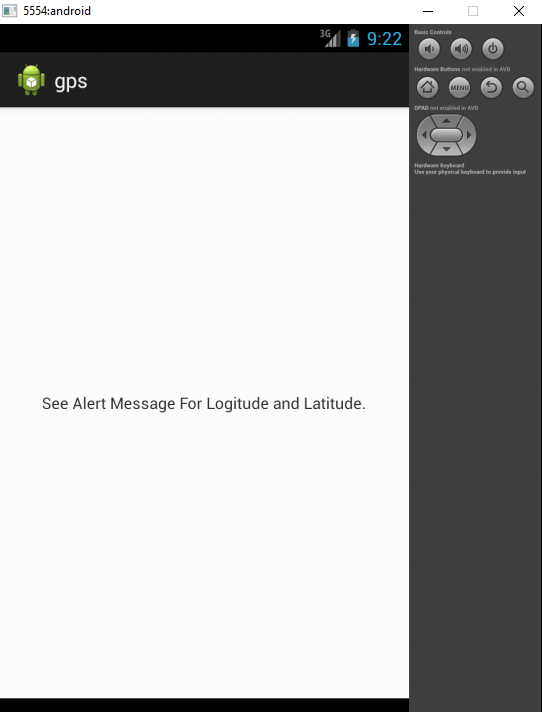 5554:android
3G 9:22
gps
See Alert Message For Logitude and Latitude.
Basic Controls
Hardware Buttons not enabled in AVD
MENU
DPAD not enabled in AVD
Hardware Keyboard
Use your physical keyboard to provide input